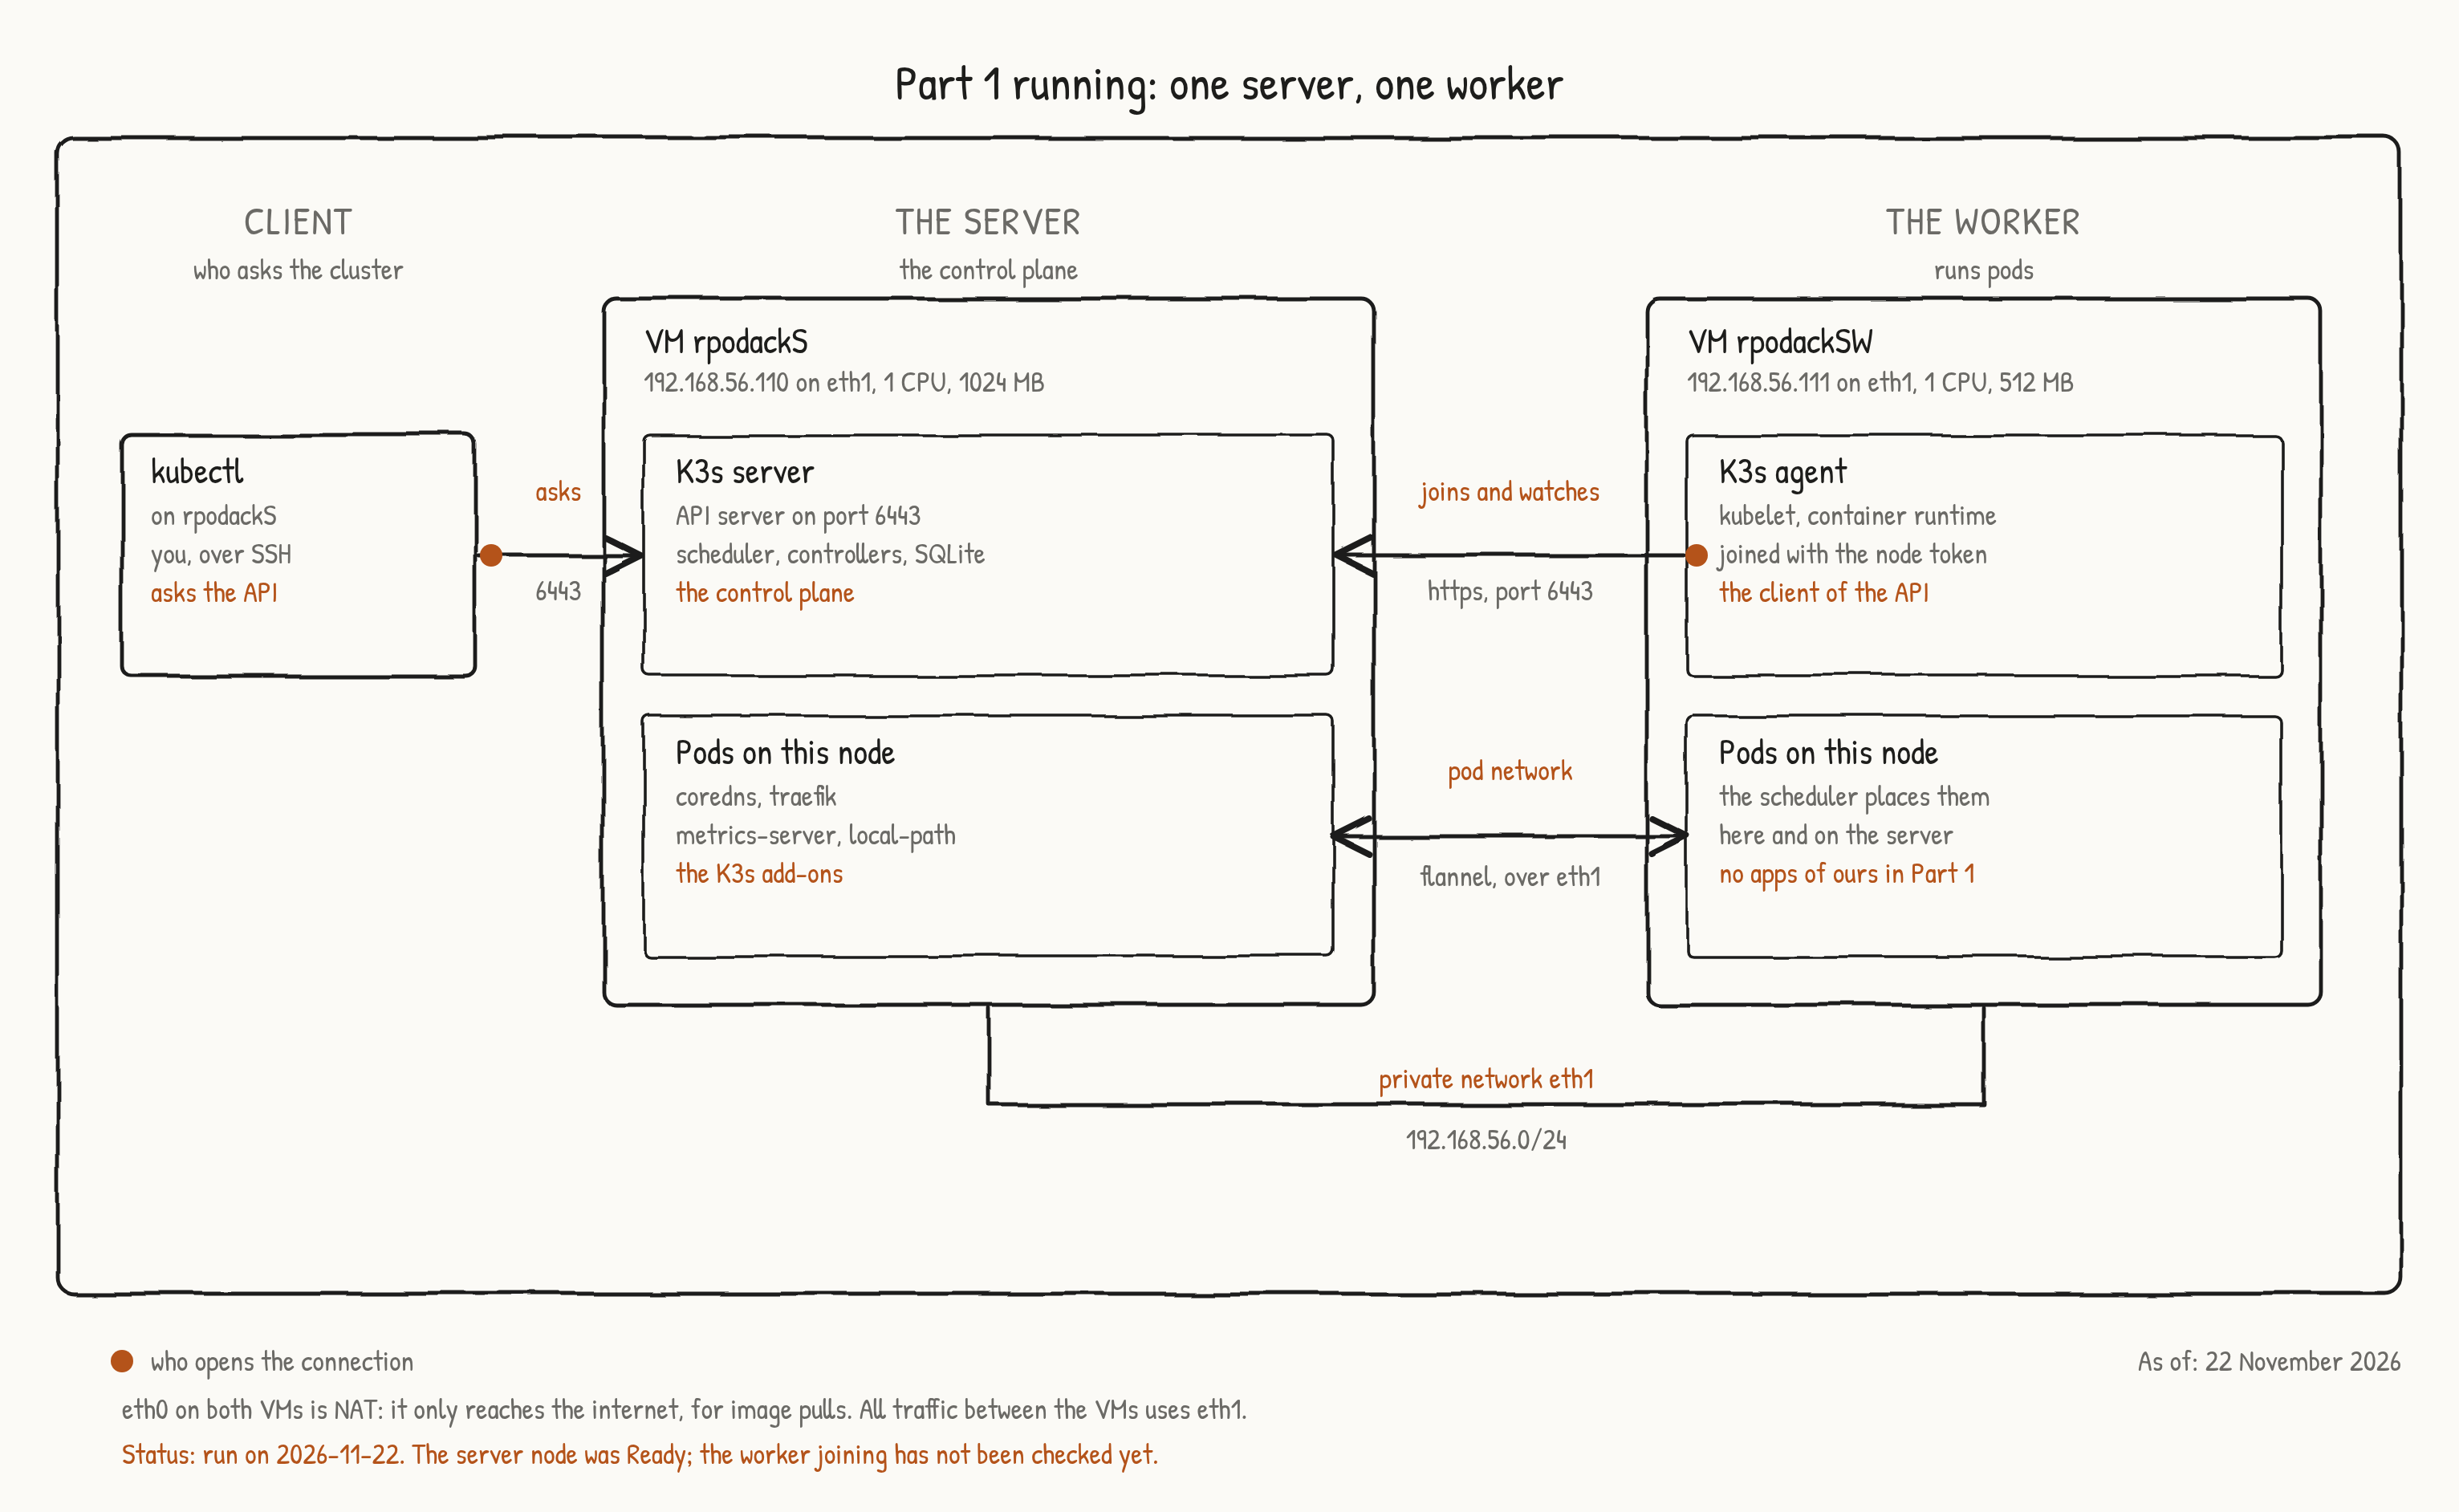 Part 1 running: one server, one worker
CLIENT
who asks the cluster
THE SERVER
the control plane
THE WORKER
runs pods
kubectl
on rpodackS
you, over SSH
asks the API
asks
6443
VM rpodackS
192.168.56.110 on eth1, 1 CPU, 1024 MB
K3s server
API server on port 6443
scheduler, controllers, SQLite
the control plane
Pods on this node
coredns, traefik
metrics-server, local-path
the K3s add-ons
joins and watches
https, port 6443
pod network
flannel, over eth1
VM rpodackSW
192.168.56.111 on eth1, 1 CPU, 512 MB
K3s agent
kubelet, container runtime
joined with the node token
the client of the API
Pods on this node
the scheduler places them
here and on the server
no apps of ours in Part 1
private network eth1
192.168.56.0/24
who opens the connection
As of: 22 November 2026
eth0 on both VMs is NAT: it only reaches the internet, for image pulls. All traffic between the VMs uses eth1.
Status: run on 2026-11-22. The server node was Ready; the worker joining has not been checked yet.